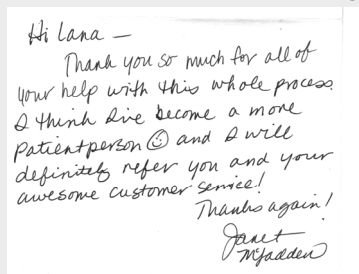 Hi Lana —
Thank you so much for all of
your help with this whole process.
I think I've become a more
patient person ☺ and I will
definitely refer you and your
awesome customer service!
Thanks again!
Janet
McFadden